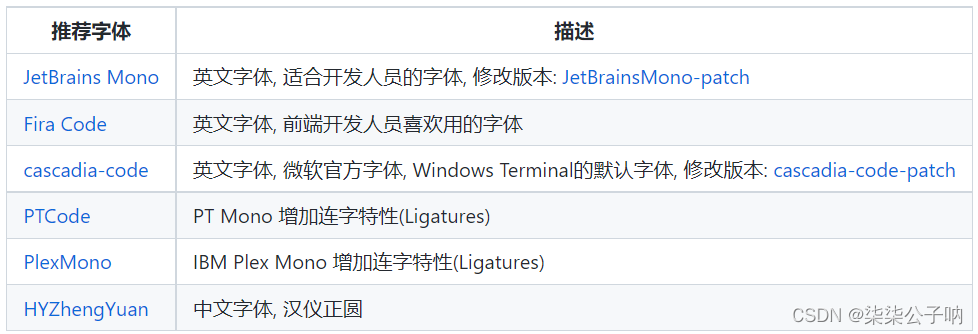 推荐字体 描述
JetBrains Mono 英文字体, 适合开发人员的字体, 修改版本: JetBrainsMono-patch
Fira Code 英文字体, 前端开发人员喜欢用的字体
cascadia-code 英文字体, 微软官方字体, Windows Terminal的默认字体, 修改版本: cascadia-code-patch
PTCode PT Mono 增加连字特性(Ligatures)
PlexMono IBM Plex Mono 增加连字特性(Ligatures)
HYZhengYuan 中文字体, 汉仪正圆
CSDN @柒柒公子呐